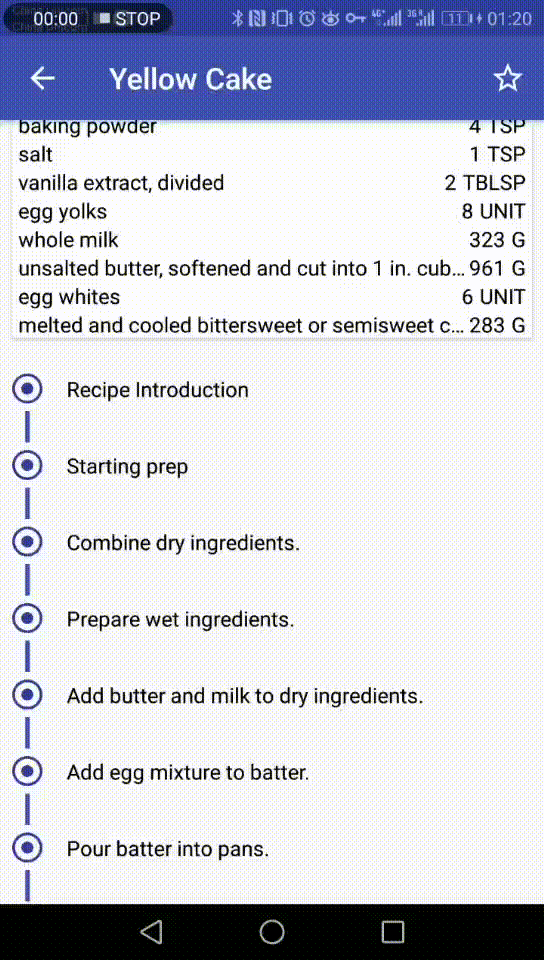 00:00 STOP 11 01:20
Yellow Cake
baking powder 4 TSP
salt 1 TSP
vanilla extract, divided 2 TBLSP
egg yolks 8 UNIT
whole milk 323 G
unsalted butter, softened and cut into 1 in. cub... 961 G
egg whites 6 UNIT
melted and cooled bittersweet or semisweet c... 283 G
Recipe Introduction
Starting prep
Combine dry ingredients.
Prepare wet ingredients.
Add butter and milk to dry ingredients.
Add egg mixture to batter.
Pour batter into pans.